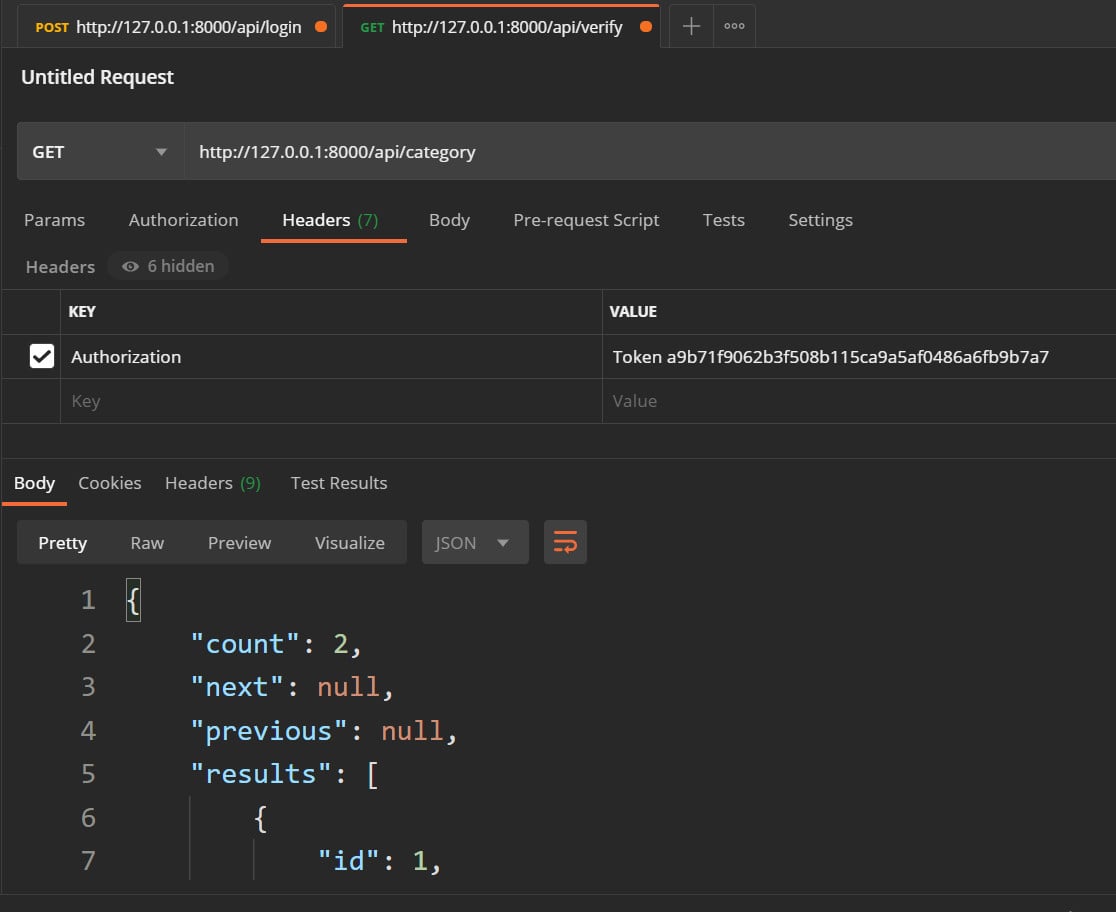 POST http://127.0.0.1:8000/api/login GET http://127.0.0.1:8000/api/verify
Untitled Request
GET http://127.0.0.1:8000/api/category
Params Authorization Headers (7) Body Pre-request Script Tests Settings
Headers 6 hidden
KEY VALUE
Authorization Token a9b71f9062b3f508b115ca9a5af0486a6fb9b7a7
Key Value
Body Cookies Headers (9) Test Results
Pretty Raw Preview Visualize JSON
1 {
2 "count": 2,
3 "next": null,
4 "previous": null,
5 "results": [
6 {
7 "id": 1,